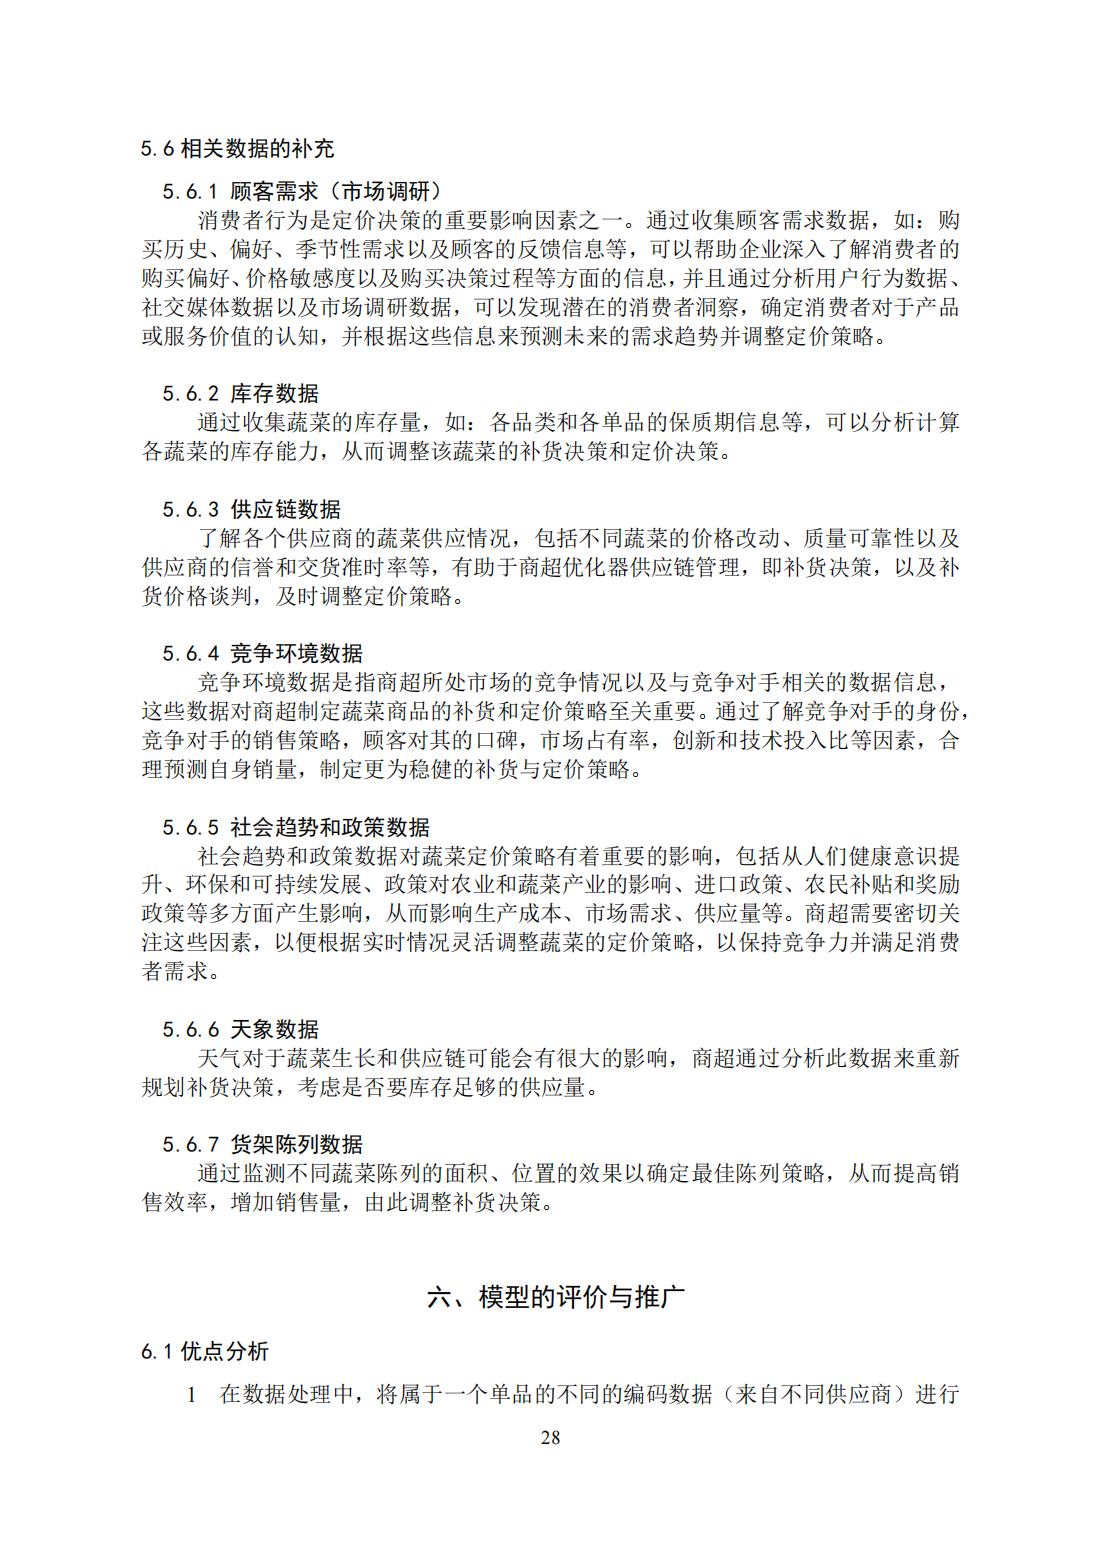 5.6 相关数据的补充
5.6.1 顾客需求（市场调研）
消费者行为是定价决策的重要影响因素之一。通过收集顾客需求数据，如：购
买历史、偏好、季节性需求以及顾客的反馈信息等，可以帮助企业深入了解消费者的
购买偏好、价格敏感度以及购买决策过程等方面的信息，并且通过分析用户行为数据、
社交媒体数据以及市场调研数据，可以发现潜在的消费者洞察，确定消费者对于产品
或服务价值的认知，并根据这些信息来预测未来的需求趋势并调整定价策略。
5.6.2 库存数据
通过收集蔬菜的库存量，如：各品类和各单品的保质期信息等，可以分析计算
各蔬菜的库存能力，从而调整该蔬菜的补货决策和定价决策。
5.6.3 供应链数据
了解各个供应商的蔬菜供应情况，包括不同蔬菜的价格改动、质量可靠性以及
供应商的信誉和交货准时率等，有助于商超优化器供应链管理，即补货决策，以及补
货价格谈判，及时调整定价策略。
5.6.4 竞争环境数据
竞争环境数据是指商超所处市场的竞争情况以及与竞争对手相关的数据信息，
这些数据对商超制定蔬菜商品的补货和定价策略至关重要。通过了解竞争对手的身份，
竞争对手的销售策略，顾客对其的口碑，市场占有率，创新和技术投入比等因素，合
理预测自身销量，制定更为稳健的补货与定价策略。
5.6.5 社会趋势和政策数据
社会趋势和政策数据对蔬菜定价策略有着重要的影响，包括从人们健康意识提
升、环保和可持续发展、政策对农业和蔬菜产业的影响、进口政策、农民补贴和奖励
政策等多方面产生影响，从而影响生产成本、市场需求、供应量等。商超需要密切关
注这些因素，以便根据实时情况灵活调整蔬菜的定价策略，以保持竞争力并满足消费
者需求。
5.6.6 天象数据
天气对于蔬菜生长和供应链可能会有很大的影响，商超通过分析此数据来重新
规划补货决策，考虑是否要库存足够的供应量。
5.6.7 货架陈列数据
通过监测不同蔬菜陈列的面积、位置的效果以确定最佳陈列策略，从而提高销
售效率，增加销售量，由此调整补货决策。
六、模型的评价与推广
6.1 优点分析
1 在数据处理中，将属于一个单品的不同的编码数据（来自不同供应商）进行
28